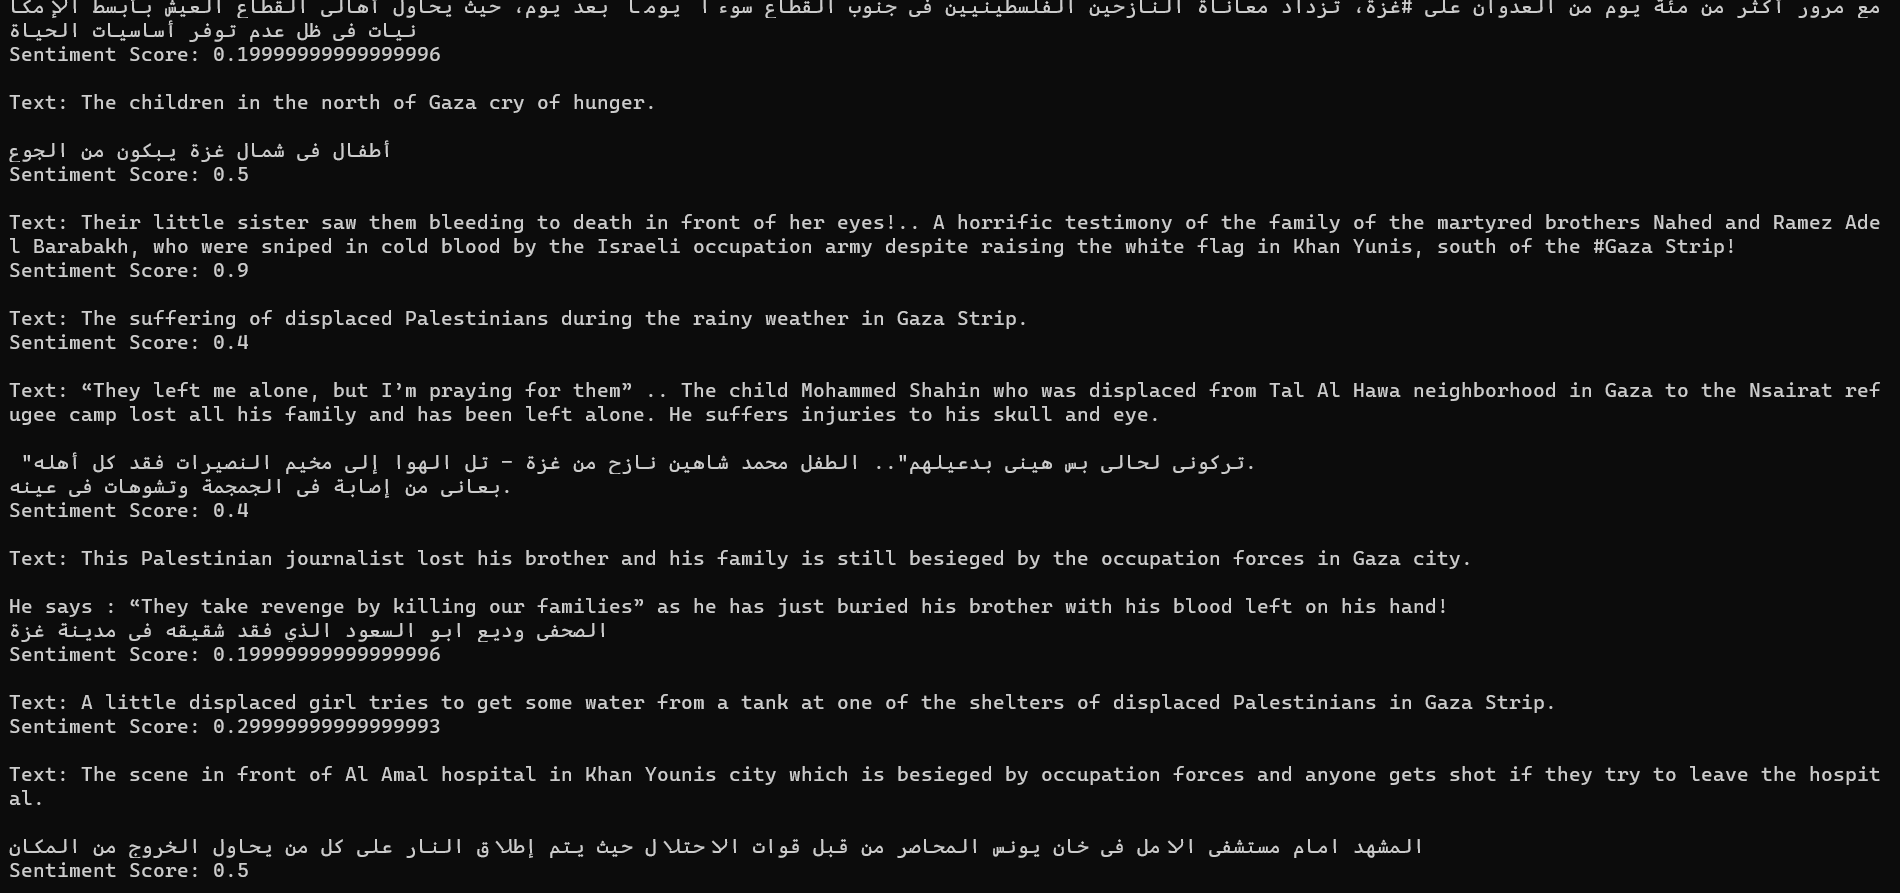 مع مرور أكثر من مئة يوم من العدوان على #غزة، تزداد معاناة النازحين الفلسطينيين في جنوب القطاع سوءا يوما بعد يوم، حيث يحاول أهالي القطاع العيش بأبسط الإمكا
نيات في ظل عدم توفر أساسيات الحياة
Sentiment Score: 0.19999999999999996
Text: The children in the north of Gaza cry of hunger.
أطفال في شمال غزة يبكون من الجوع
Sentiment Score: 0.5
Text: Their little sister saw them bleeding to death in front of her eyes!.. A horrific testimony of the family of the martyred brothers Nahed and Ramez Ade
l Barabakh, who were sniped in cold blood by the Israeli occupation army despite raising the white flag in Khan Yunis, south of the #Gaza Strip!
Sentiment Score: 0.9
Text: The suffering of displaced Palestinians during the rainy weather in Gaza Strip.
Sentiment Score: 0.4
Text: “They left me alone, but I’m praying for them” .. The child Mohammed Shahin who was displaced from Tal Al Hawa neighborhood in Gaza to the Nsairat ref
ugee camp lost all his family and has been left alone. He suffers injuries to his skull and eye.
"تركوني لحالي بس هيني بدعيلهم".. الطفل محمد شاهين نازح من غزة – تل الهوا إلى مخيم النصيرات فقد كل أهله.
بعاني من إصابة في الجمجمة وتشوهات في عينه.
Sentiment Score: 0.4
Text: This Palestinian journalist lost his brother and his family is still besieged by the occupation forces in Gaza city.
He says : “They take revenge by killing our families” as he has just buried his brother with his blood left on his hand!
الصحفي وديع ابو السعود الذي فقد شقيقه في مدينة غزة
Sentiment Score: 0.19999999999999996
Text: A little displaced girl tries to get some water from a tank at one of the shelters of displaced Palestinians in Gaza Strip.
Sentiment Score: 0.29999999999999993
Text: The scene in front of Al Amal hospital in Khan Younis city which is besieged by occupation forces and anyone gets shot if they try to leave the hospit
al.
المشهد امام مستشفى الامل في خان يونس المحاصر من قبل قوات الاحتلال حيث يتم إطلاق النار على كل من يحاول الخروج من المكان
Sentiment Score: 0.5